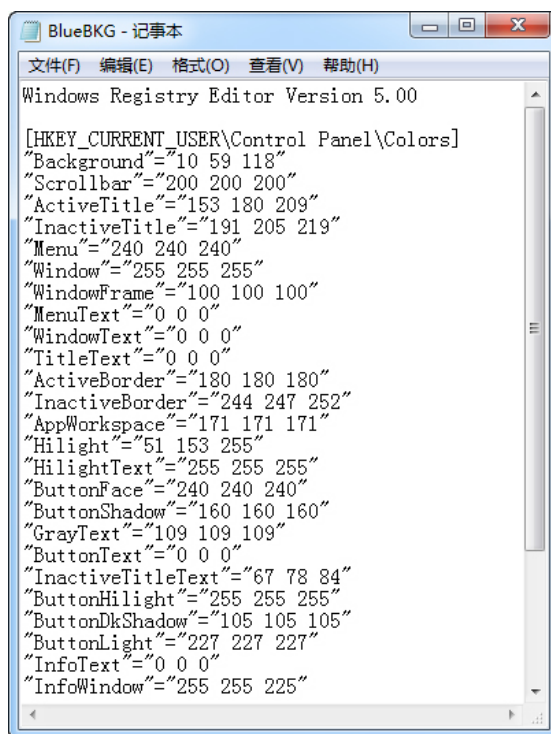 BlueBKG - 记事本
文件(F) 编辑(E) 格式(O) 查看(V) 帮助(H)
Windows Registry Editor Version 5.00
[HKEY_CURRENT_USER\Control Panel\Colors]
"Background"="10 59 118"
"Scrollbar"="200 200 200"
"ActiveTitle"="153 180 209"
"InactiveTitle"="191 205 219"
"Menu"="240 240 240"
"Window"="255 255 255"
"WindowFrame"="100 100 100"
"MenuText"="0 0 0"
"WindowText"="0 0 0"
"TitleText"="0 0 0"
"ActiveBorder"="180 180 180"
"InactiveBorder"="244 247 252"
"AppWorkspace"="171 171 171"
"Hilight"="51 153 255"
"HilightText"="255 255 255"
"ButtonFace"="240 240 240"
"ButtonShadow"="160 160 160"
"GrayText"="109 109 109"
"ButtonText"="0 0 0"
"InactiveTitleText"="67 78 84"
"ButtonHilight"="255 255 255"
"ButtonDkShadow"="105 105 105"
"ButtonLight"="227 227 227"
"InfoText"="0 0 0"
"InfoWindow"="255 255 225"